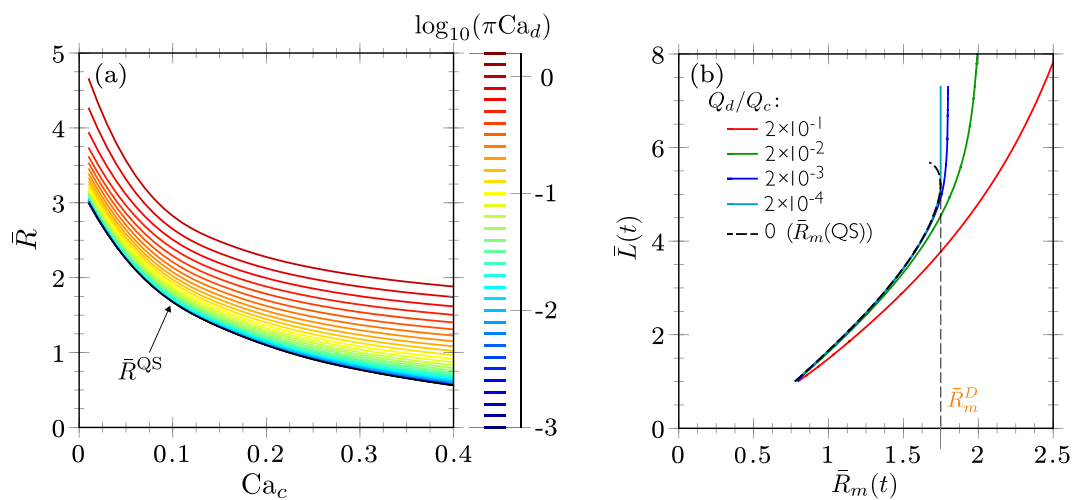 log₁₀(πCa_d)
(a)
5
4
3
2
1
0
R̄
R̄^QS
0
0.1
0.2
0.3
0.4
Ca_c
0
-1
-2
-3
(b)
Q_d/Q_c:
2×10⁻¹
2×10⁻²
2×10⁻³
2×10⁻⁴
0 (R̄_m(QS))
8
6
4
2
0
L̄(t)
R̄_m^D
0
0.5
1
1.5
2
2.5
R̄_m(t)